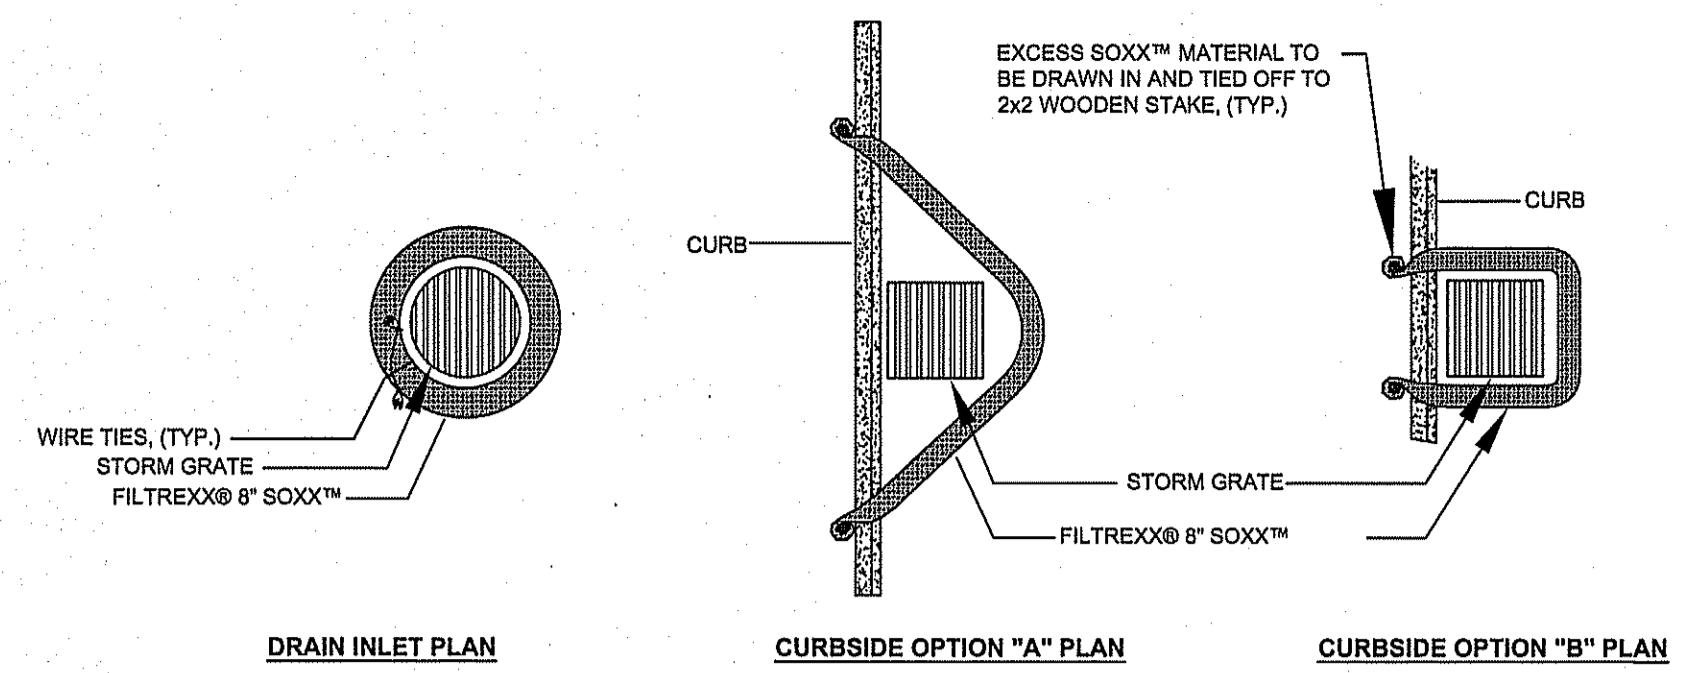 EXCESS SOXX™ MATERIAL TO
BE DRAWN IN AND TIED OFF TO
2x2 WOODEN STAKE, (TYP.)
CURB
CURB
WIRE TIES, (TYP.)
STORM GRATE
FILTREXX® 8" SOXX™
STORM GRATE
FILTREXX® 8" SOXX™
DRAIN INLET PLAN
CURBSIDE OPTION "A" PLAN
CURBSIDE OPTION "B" PLAN